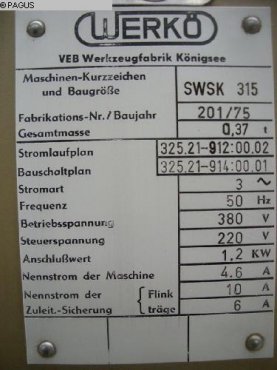 © PAGUS
WERKÖ
VEB Werkzeugfabrik Königsee
Maschinen-Kurzzeichen
und Baugröße SWSK 315
Fabrikations-Nr./Baujahr 201/75
Gesamtmasse 0,37 t
Stromlaufplan 325.21-912:00.02
Bauschaltplan 325.21-914:00.01
Stromart 3 ~
Frequenz 50 Hz
Betriebsspannung 380 V
Steuerspannung 220 V
Anschlußwert 1,2 KW
Nennstrom der Maschine 4,6 A
Nennstrom der { Flink 10 A
Zuleit.-Sicherung { träge 6 A